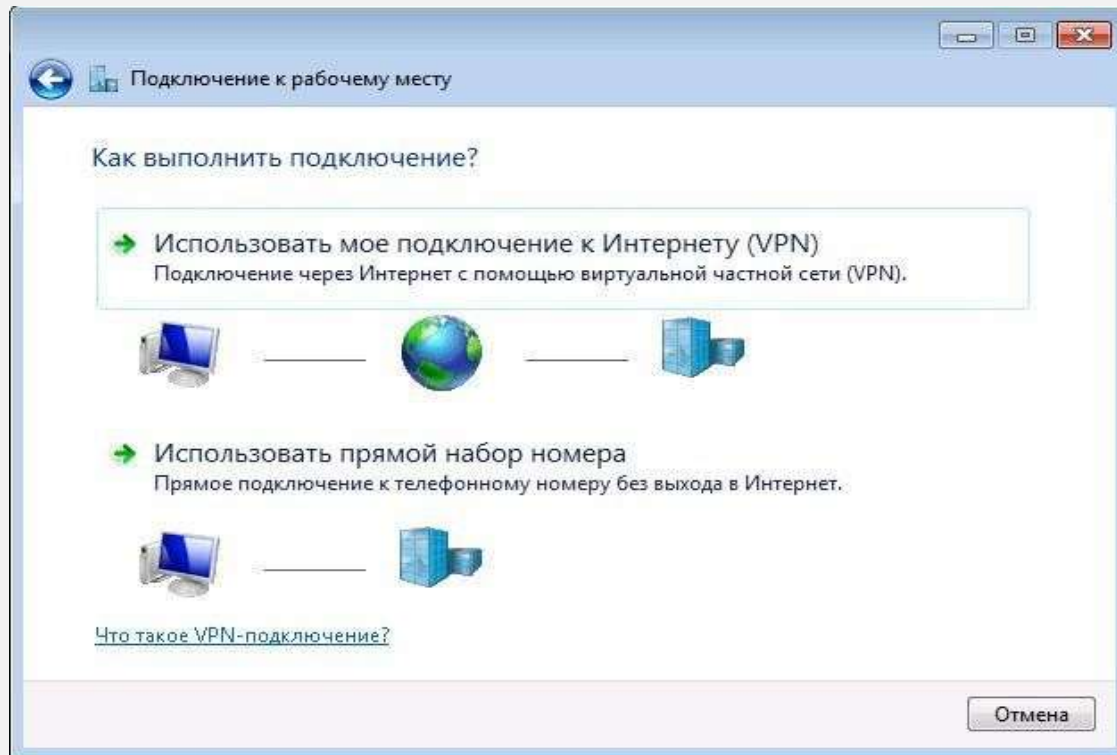 Подключение к рабочему месту
Как выполнить подключение?
Использовать мое подключение к Интернету (VPN)
Подключение через Интернет с помощью виртуальной частной сети (VPN).
Использовать прямой набор номера
Прямое подключение к телефонному номеру без выхода в Интернет.
Что такое VPN-подключение?
Отмена